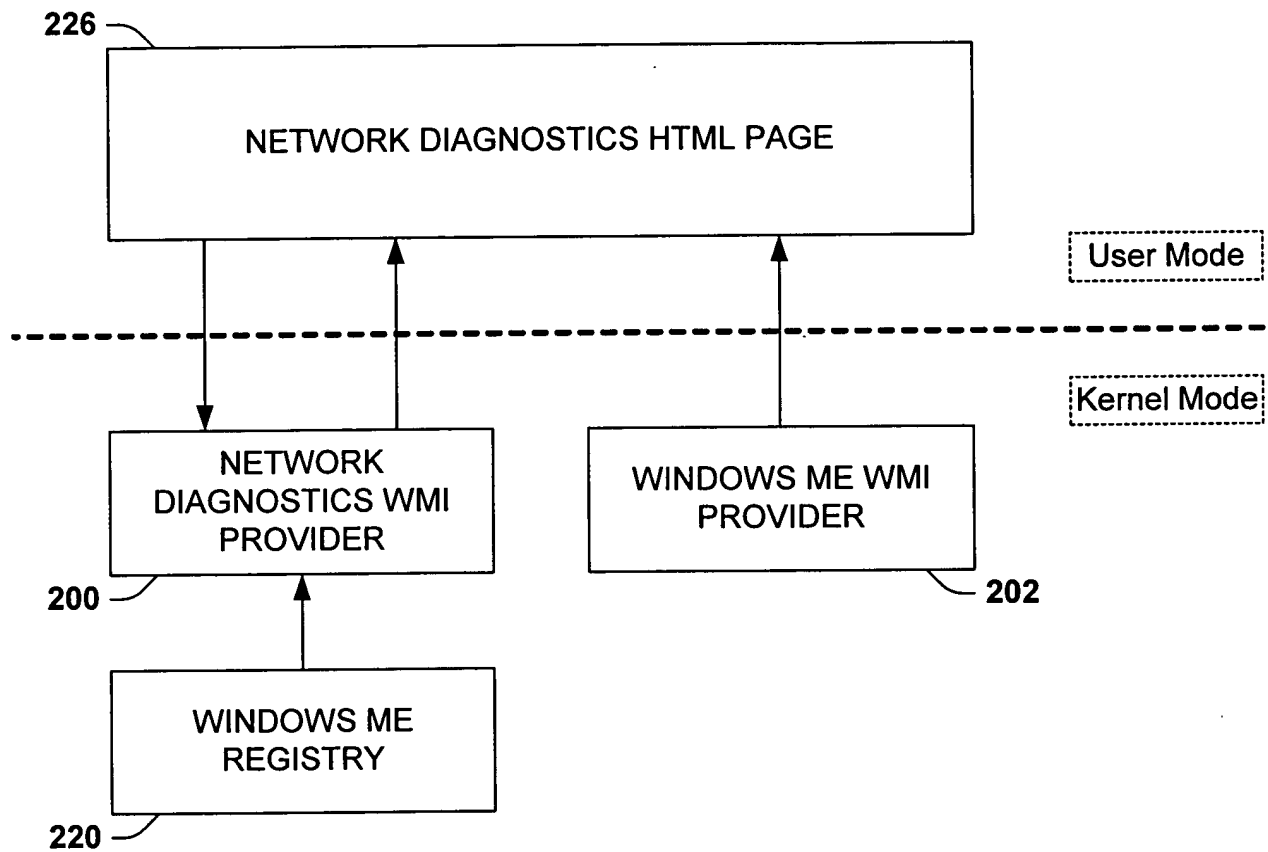 226
NETWORK DIAGNOSTICS HTML PAGE
User Mode
Kernel Mode
NETWORK
DIAGNOSTICS WMI
PROVIDER
WINDOWS ME WMI
PROVIDER
200
202
WINDOWS ME
REGISTRY
220